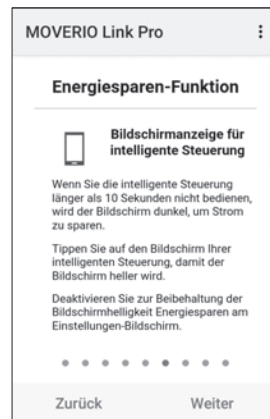 MOVERIO Link Pro
Energiesparen-Funktion
Bildschirmanzeige für
intelligente Steuerung
Wenn Sie die intelligente Steuerung
länger als 10 Sekunden nicht bedienen,
wird der Bildschirm dunkel, um Strom
zu sparen.
Tippen Sie auf den Bildschirm Ihrer
intelligenten Steuerung, damit der
Bildschirm heller wird.
Deaktivieren Sie zur Beibehaltung der
Bildschirmhelligkeit Energiesparen am
Einstellungen-Bildschirm.
Zurück Weiter